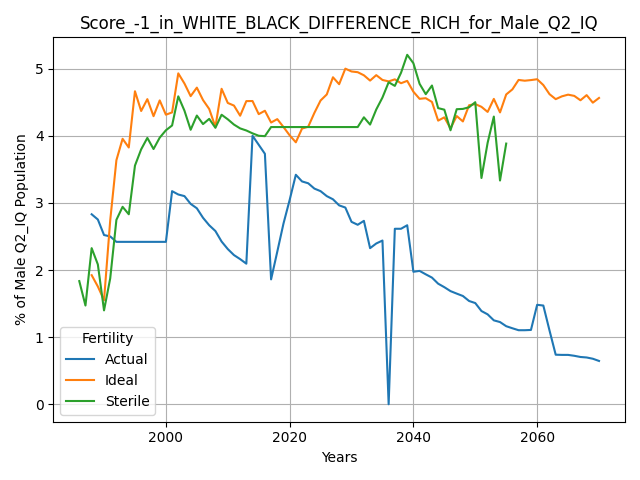 Score_-1_in_WHITE_BLACK_DIFFERENCE_RICH_for_Male_Q2_IQ
% of Male Q2_IQ Population
5
4
3
2
1
0
Fertility
Actual
Ideal
Sterile
2000 2020 2040 2060
Years